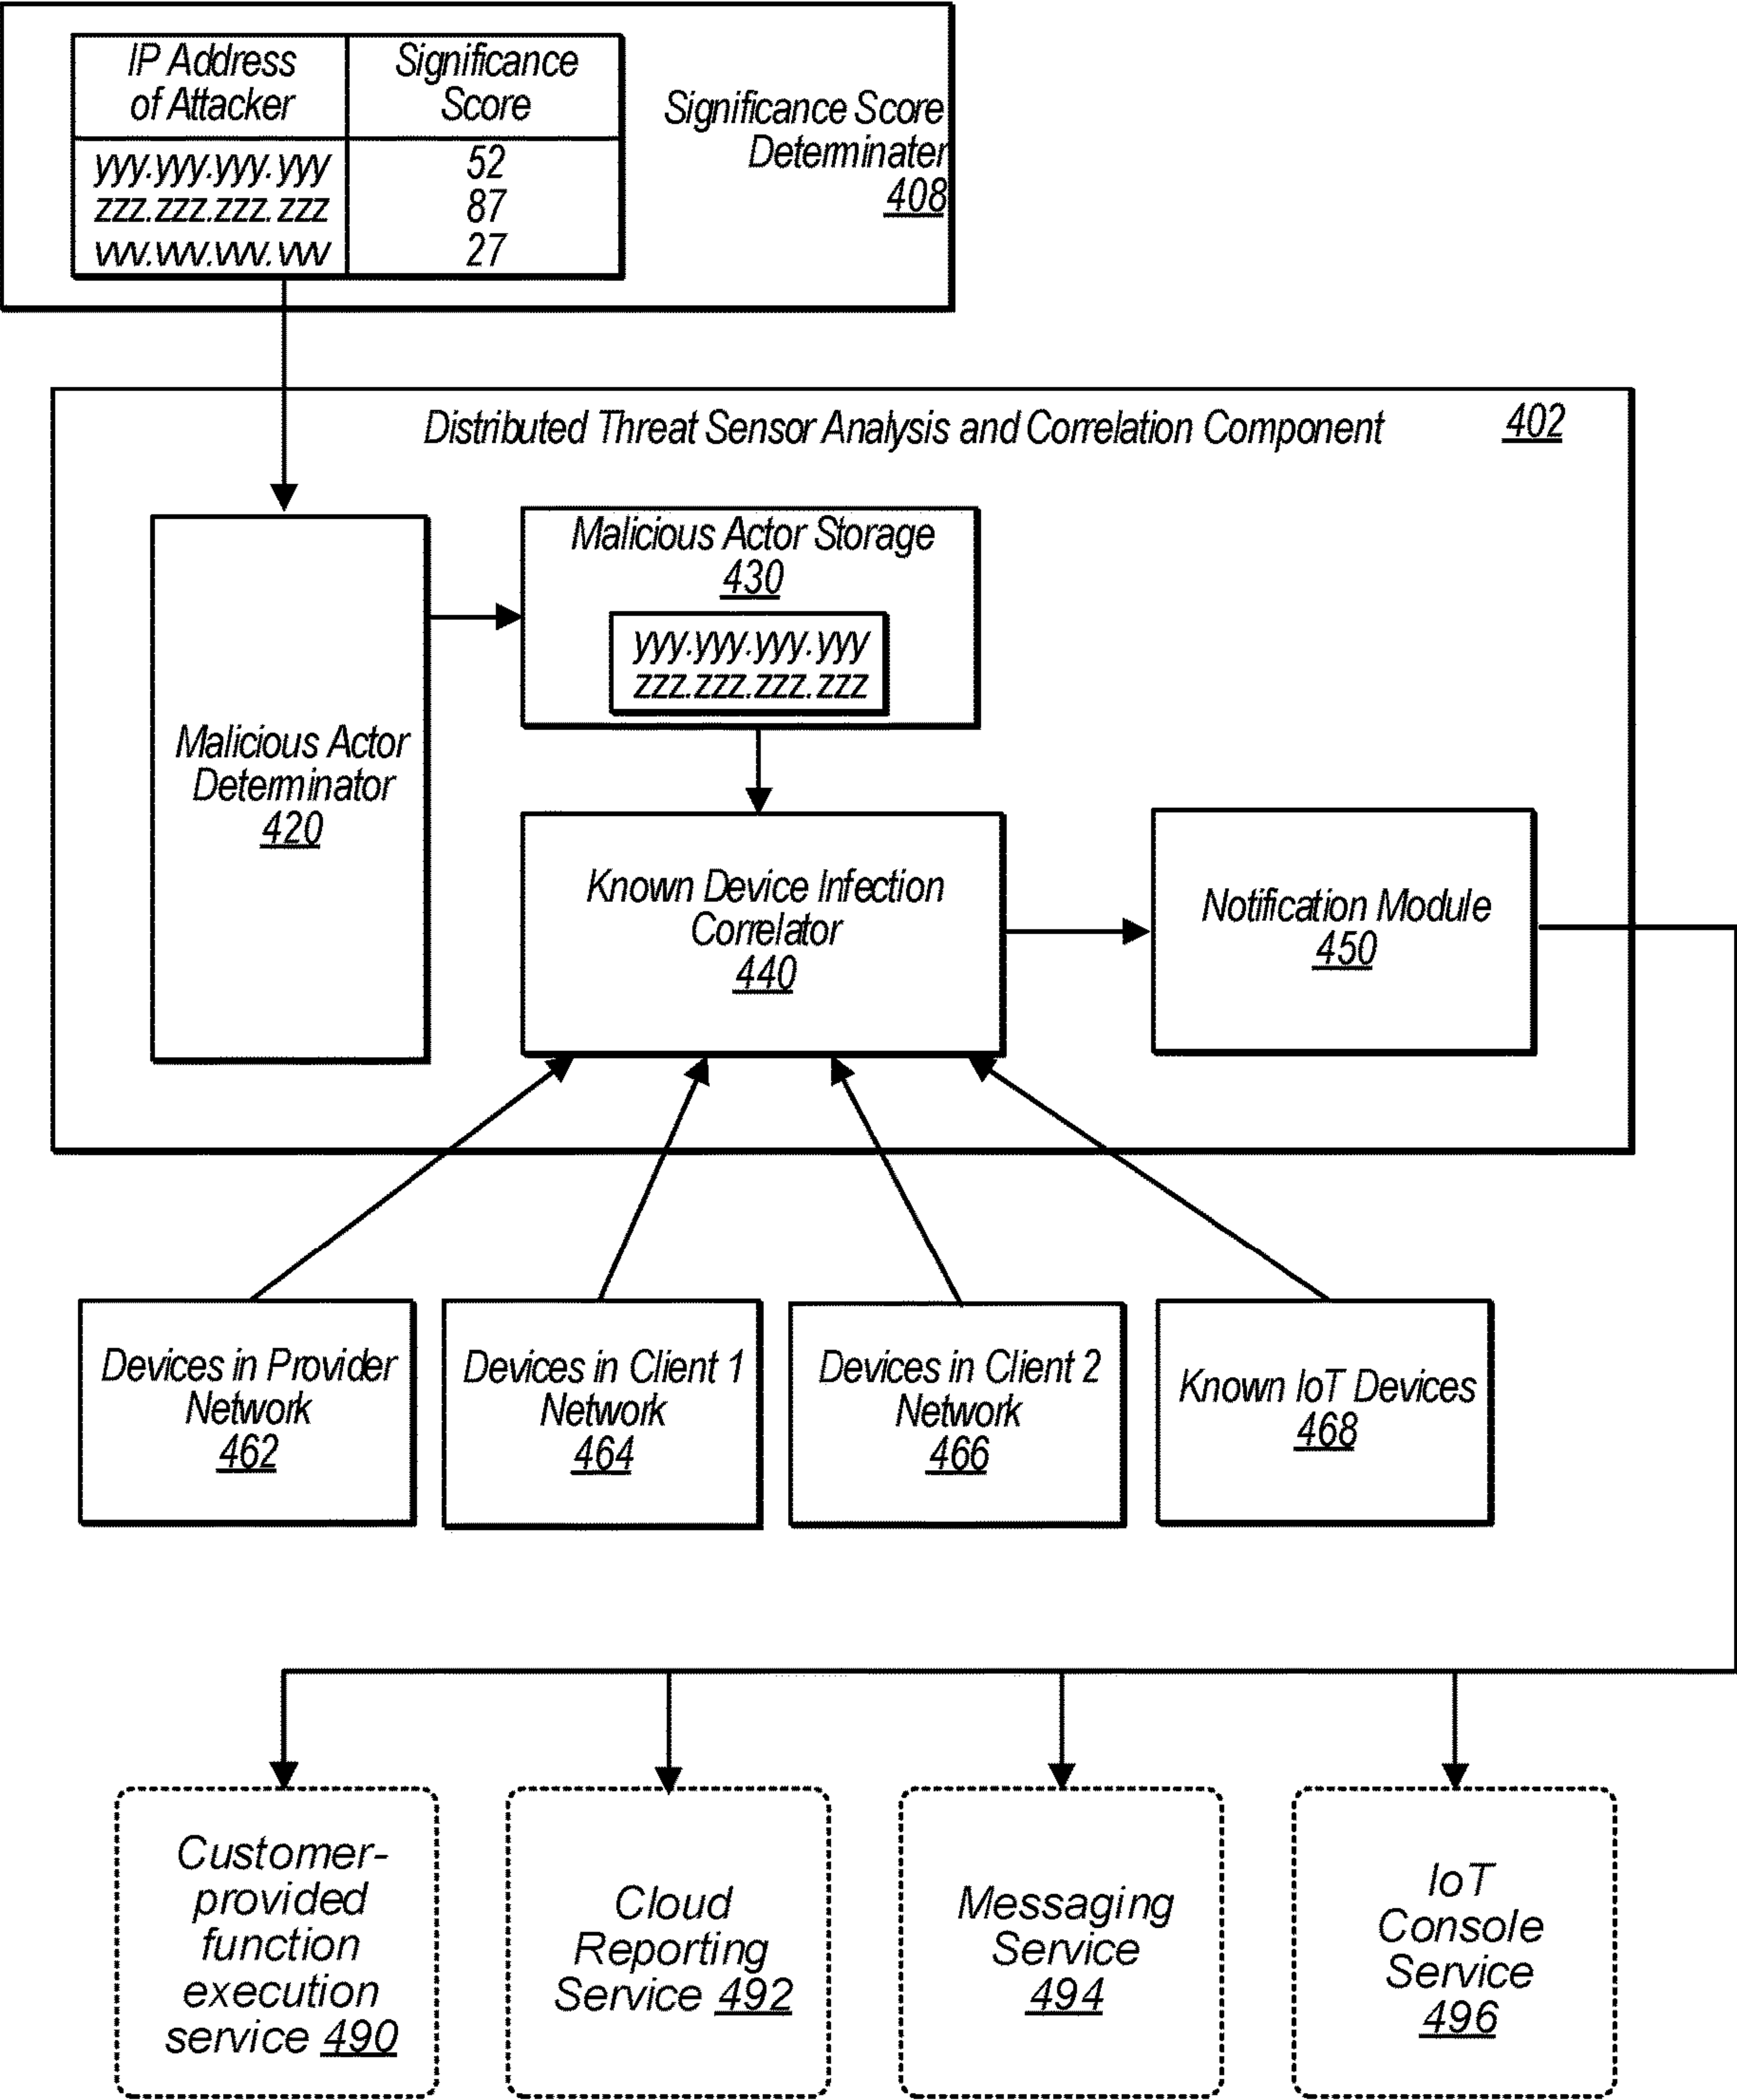 IP Address
of Attacker
Significance
Score
yyy.yyy.yyy.yyy
52
zzz.zzz.zzz.zzz
87
vvv.vvv.vvv.vvv
27
Significance Score
Determinater
408
Distributed Threat Sensor Analysis and Correlation Component
402
Malicious Actor Storage
430
yyy.yyy.yyy.yyy
zzz.zzz.zzz.zzz
Malicious Actor
Determinator
420
Known Device Infection
Correlator
440
Notification Module
450
Devices in Provider
Network
462
Devices in Client 1
Network
464
Devices in Client 2
Network
466
Known IoT Devices
468
Customer-
provided
function
execution
service 490
Cloud
Reporting
Service 492
Messaging
Service
494
IoT
Console
Service
496